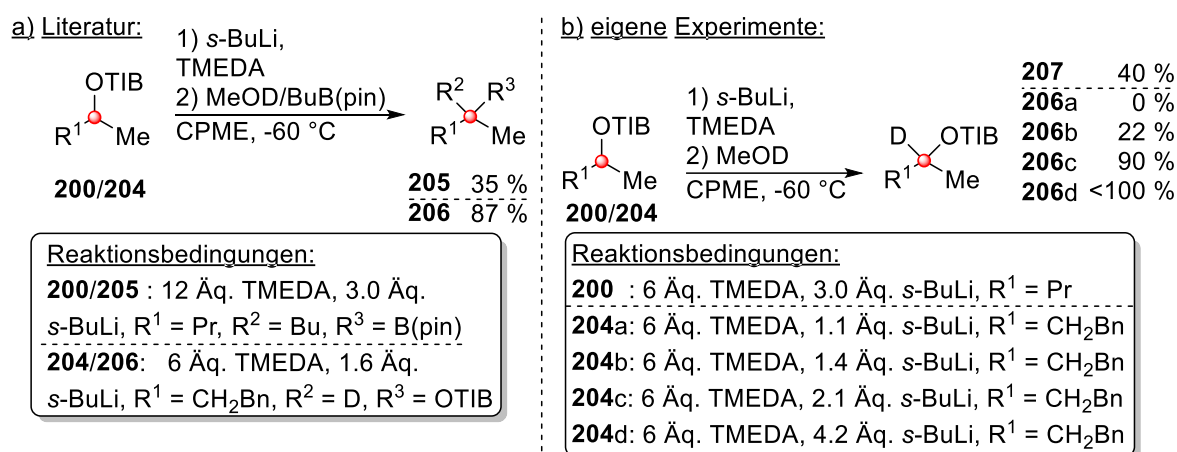 a) Literatur:
1) s-BuLi,
TMEDA
2) MeOD/BuB(pin)
CPME, -60 °C
OTIB
R¹ Me
200/204
R² R³
R¹ Me
205 35 %
206 87 %
Reaktionsbedingungen:
200/205 : 12 Äq. TMEDA, 3.0 Äq.
s-BuLi, R¹ = Pr, R² = Bu, R³ = B(pin)
204/206: 6 Äq. TMEDA, 1.6 Äq.
s-BuLi, R¹ = CH₂Bn, R² = D, R³ = OTIB
b) eigene Experimente:
OTIB
R¹ Me
200/204
1) s-BuLi,
TMEDA
2) MeOD
CPME, -60 °C
D OTIB
R¹ Me
207 40 %
206a 0 %
206b 22 %
206c 90 %
206d <100 %
Reaktionsbedingungen:
200 : 6 Äq. TMEDA, 3.0 Äq. s-BuLi, R¹ = Pr
204a: 6 Äq. TMEDA, 1.1 Äq. s-BuLi, R¹ = CH₂Bn
204b: 6 Äq. TMEDA, 1.4 Äq. s-BuLi, R¹ = CH₂Bn
204c: 6 Äq. TMEDA, 2.1 Äq. s-BuLi, R¹ = CH₂Bn
204d: 6 Äq. TMEDA, 4.2 Äq. s-BuLi, R¹ = CH₂Bn